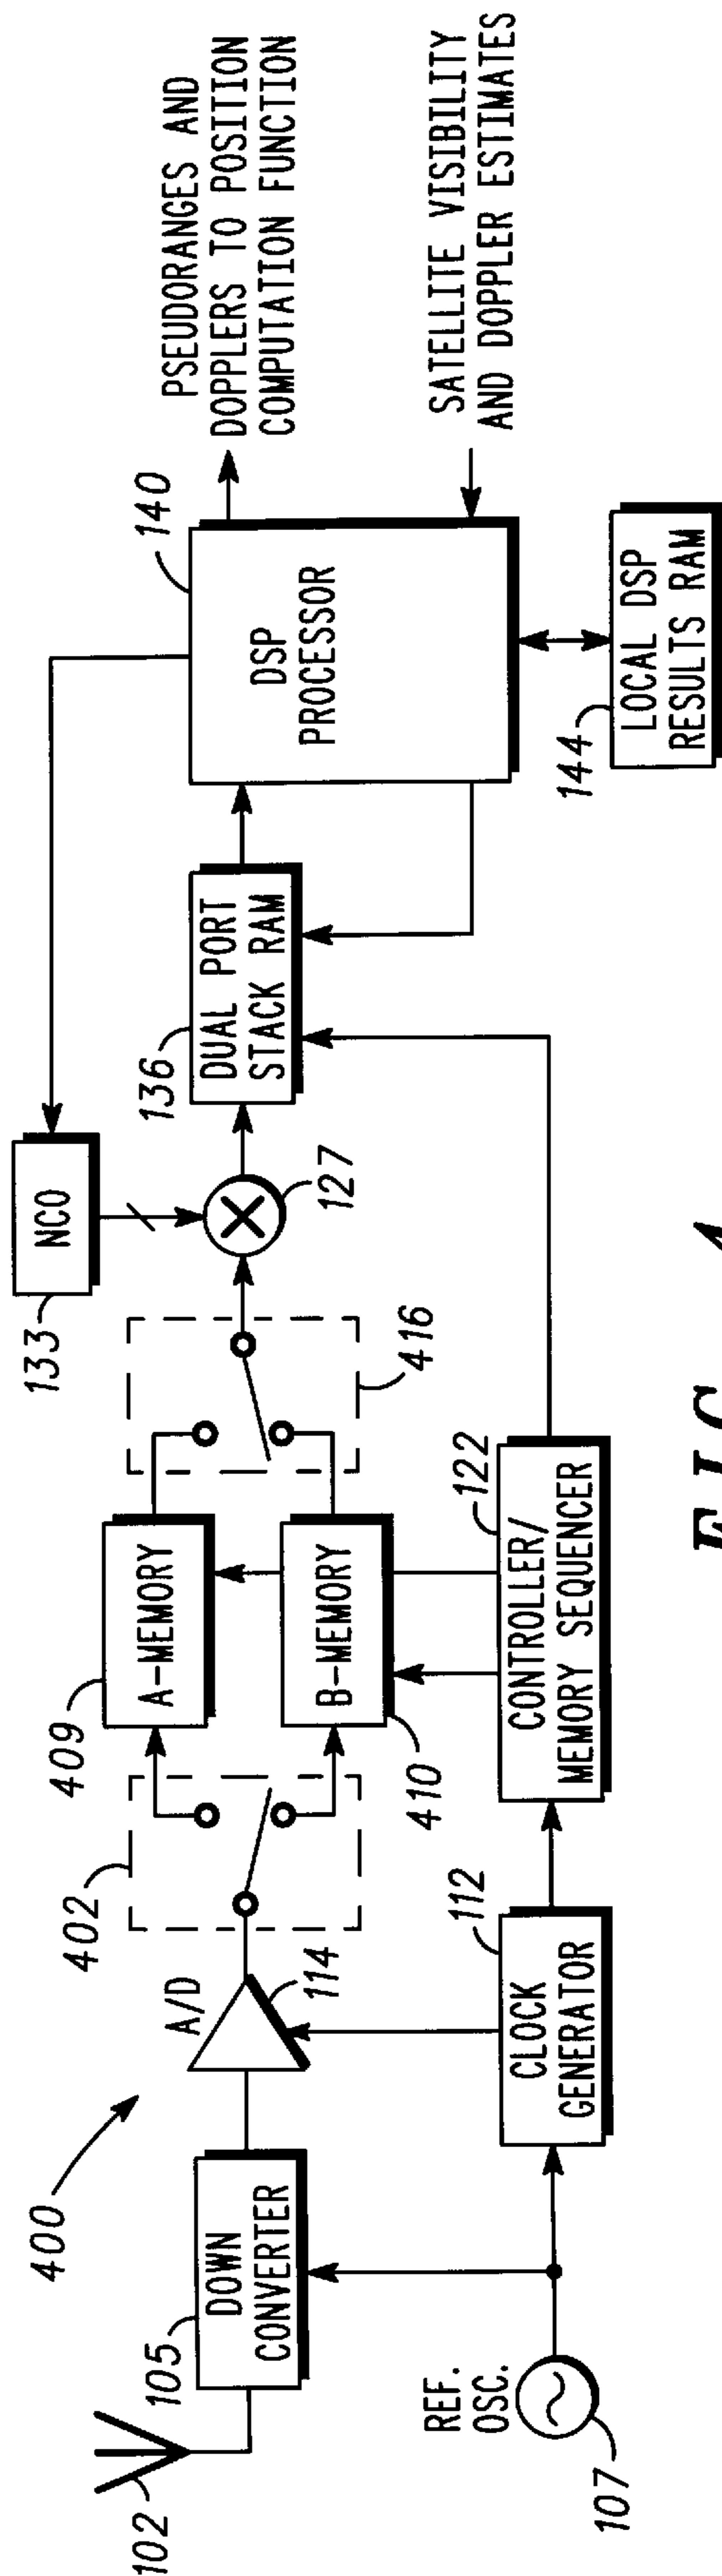 400
102
105
DOWN
CONVERTER
REF.
OSC.
107
A/D
114
CLOCK
GENERATOR
112
402
409
A-MEMORY
B-MEMORY
410
CONTROLLER/
MEMORY SEQUENCER
122
416
133
NCO
127
136
DUAL PORT
STACK RAM
DSP
PROCESSOR
140
144
LOCAL DSP
RESULTS RAM
PSEUDORANGES AND
DOPPLERS TO POSITION
COMPUTATION FUNCTION
SATELLITE VISIBILITY
AND DOPPLER ESTIMATES